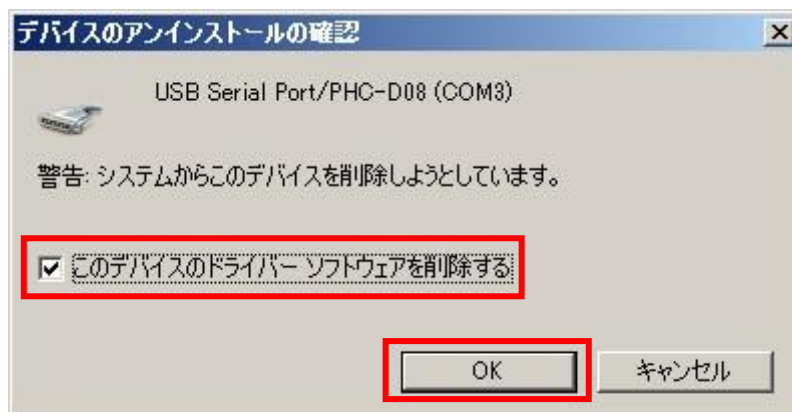 デバイスのアンインストールの確認
USB Serial Port/PHC-D08 (COM3)
警告: システムからこのデバイスを削除しようとしています。
このデバイスのドライバー ソフトウェアを削除する
OK
キャンセル